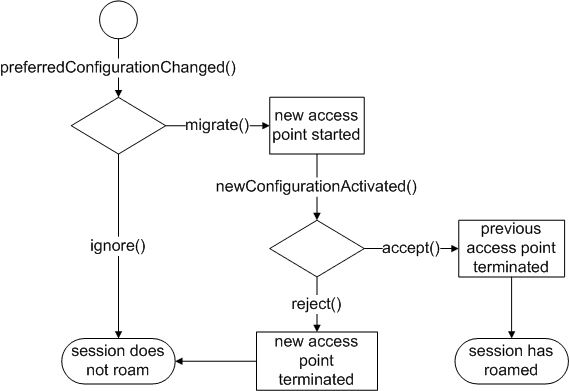 preferredConfigurationChanged()
migrate()
new access
point started
newConfigurationActivated()
ignore()
accept()
previous
access point
terminated
reject()
session does
not roam
new access
point
terminated
session has
roamed